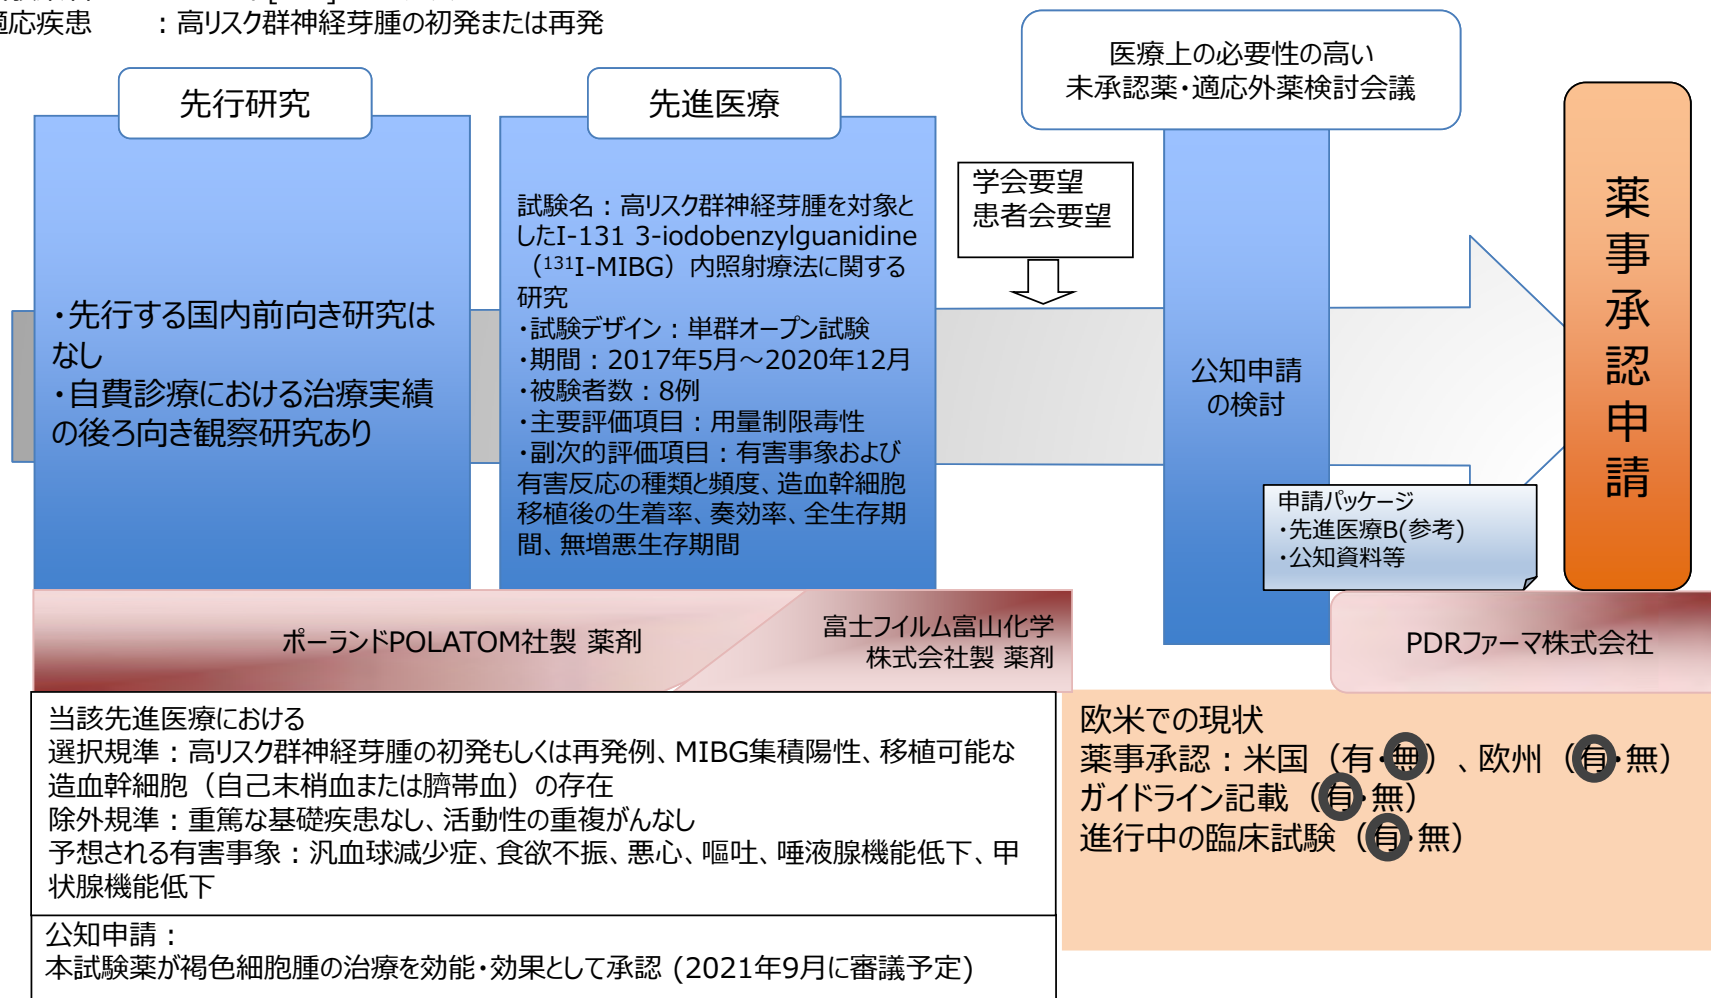 適応疾患　　：高リスク群神経芽腫の初発または再発
先行研究
・先行する国内前向き研究は
なし
・自費診療における治療実績
の後ろ向き観察研究あり
先進医療
試験名：高リスク群神経芽腫を対象と
したI-131 3-iodobenzylguanidine
（131I-MIBG）内照射療法に関する
研究
・試験デザイン：単群オープン試験
・期間：2017年5月～2020年12月
・被験者数：8例
・主要評価項目：用量制限毒性
・副次的評価項目：有害事象および
有害反応の種類と頻度、造血幹細胞
移植後の生着率、奏効率、全生存期
間、無増悪生存期間
学会要望
患者会要望
医療上の必要性の高い
未承認薬・適応外薬検討会議
公知申請
の検討
申請パッケージ
・先進医療B(参考)
・公知資料等
薬事承認申請
ポーランドPOLATOM社製 薬剤
富士フイルム富山化学
株式会社製 薬剤
PDRファーマ株式会社
当該先進医療における
選択規準：高リスク群神経芽腫の初発もしくは再発例、MIBG集積陽性、移植可能な
造血幹細胞（自己末梢血または臍帯血）の存在
除外規準：重篤な基礎疾患なし、活動性の重複がんなし
予想される有害事象：汎血球減少症、食欲不振、悪心、嘔吐、唾液腺機能低下、甲
状腺機能低下
公知申請：
本試験薬が褐色細胞腫の治療を効能・効果として承認 (2021年9月に審議予定)
欧米での現状
薬事承認：米国（有・無）、欧州（有・無）
ガイドライン記載（有・無）
進行中の臨床試験（有・無）